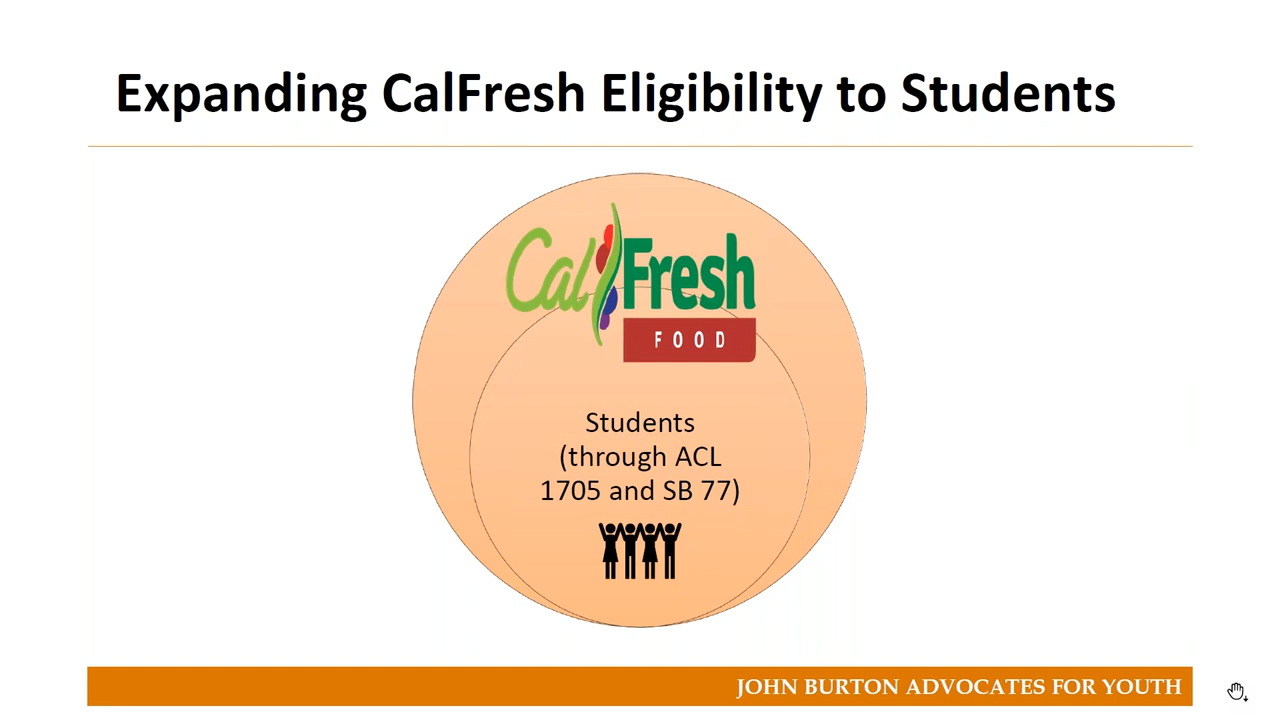 Expanding CalFresh Eligibility to Students
CalFresh
FOOD
Students
(through ACL
1705 and SB 77)
JOHN BURTON ADVOCATES FOR YOUTH